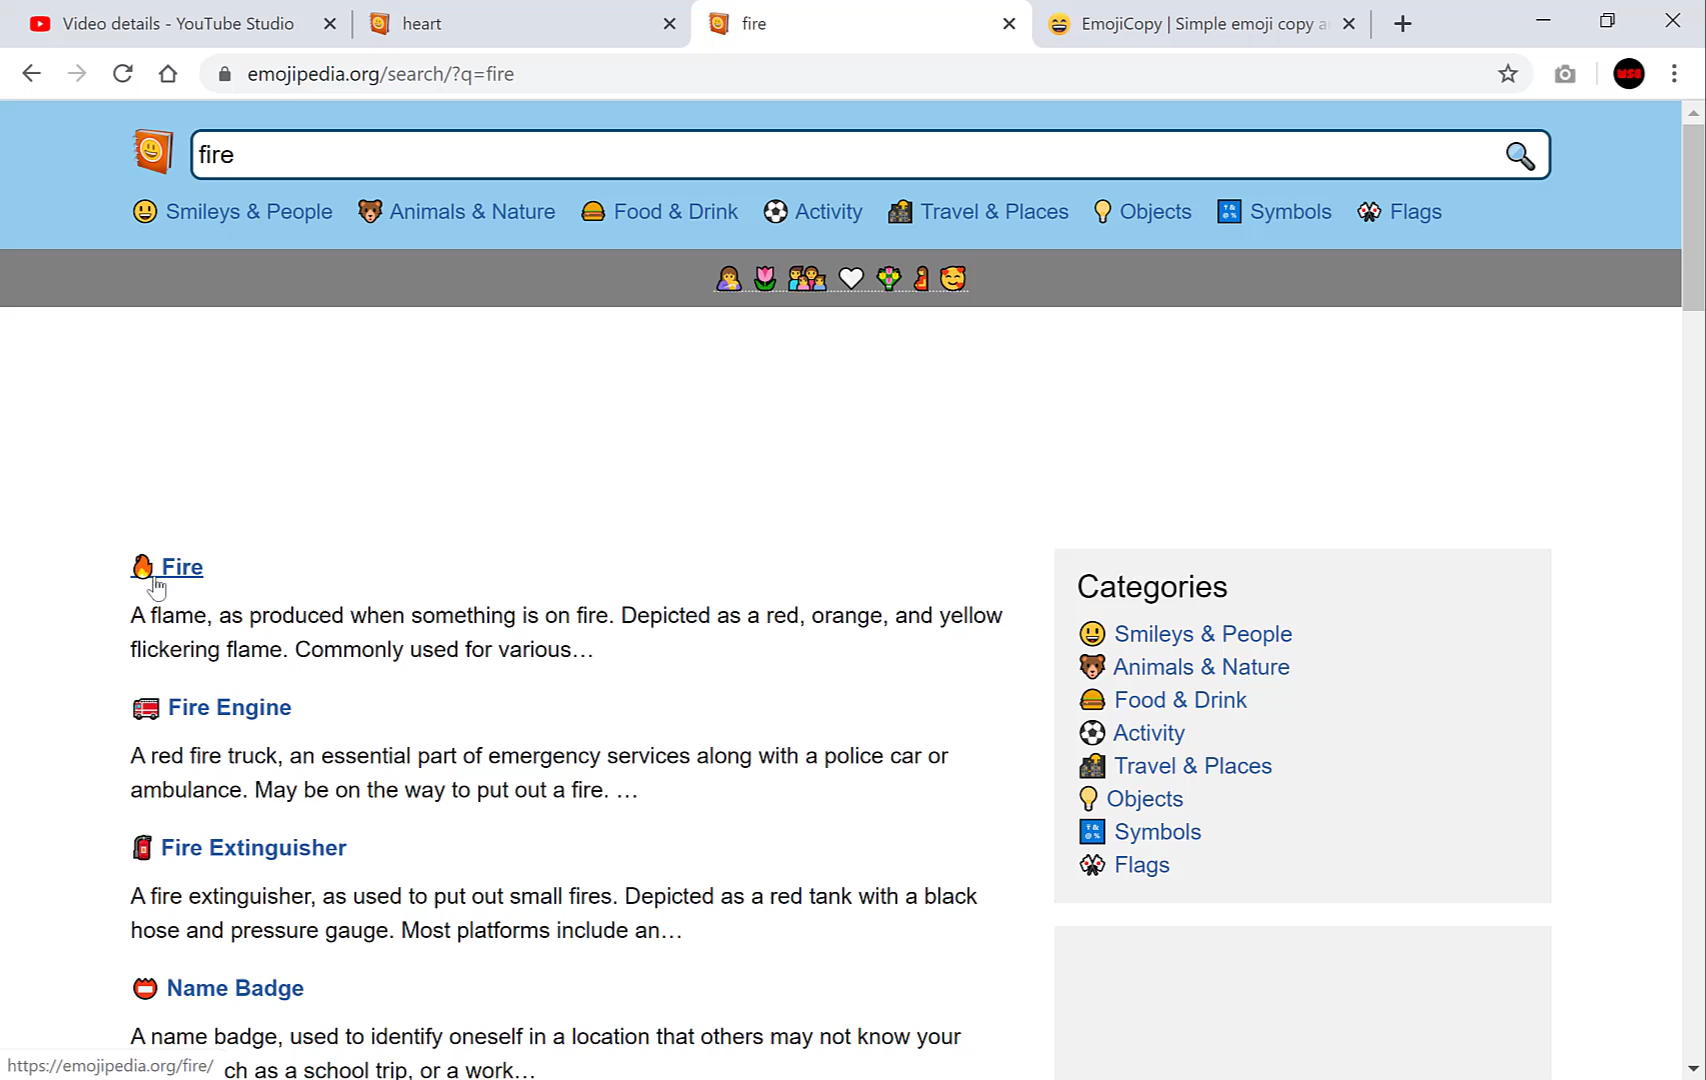 Video details - YouTube Studio
heart
fire
EmojiCopy | Simple emoji copy a
emojipedia.org/search/?q=fire
fire
Smileys & People
Animals & Nature
Food & Drink
Activity
Travel & Places
Objects
Symbols
Flags
Fire
A flame, as produced when something is on fire. Depicted as a red, orange, and yellow
flickering flame. Commonly used for various…
Fire Engine
A red fire truck, an essential part of emergency services along with a police car or
ambulance. May be on the way to put out a fire. …
Fire Extinguisher
A fire extinguisher, as used to put out small fires. Depicted as a red tank with a black
hose and pressure gauge. Most platforms include an…
Name Badge
A name badge, used to identify oneself in a location that others may not know your
ch as a school trip, or a work…
Categories
Smileys & People
Animals & Nature
Food & Drink
Activity
Travel & Places
Objects
Symbols
Flags
https://emojipedia.org/fire/